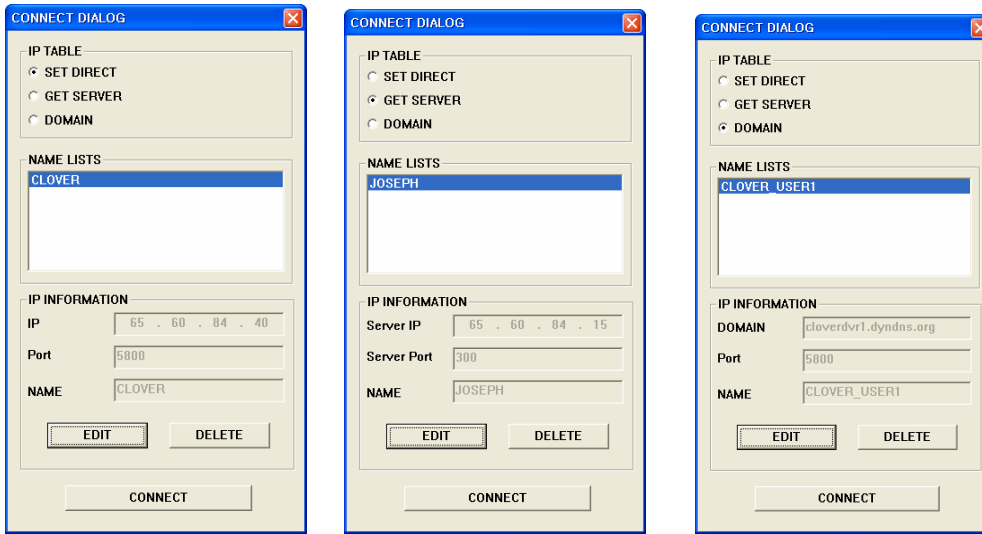 CONNECT DIALOG
IP TABLE
SET DIRECT
GET SERVER
DOMAIN
NAME LISTS
CLOVER
IP INFORMATION
IP 65 . 60 . 84 . 40
Port 5800
NAME CLOVER
EDIT DELETE
CONNECT
CONNECT DIALOG
IP TABLE
SET DIRECT
GET SERVER
DOMAIN
NAME LISTS
JOSEPH
IP INFORMATION
Server IP 65 . 60 . 84 . 15
Server Port 300
NAME JOSEPH
EDIT DELETE
CONNECT
CONNECT DIALOG
IP TABLE
SET DIRECT
GET SERVER
DOMAIN
NAME LISTS
CLOVER_USER1
IP INFORMATION
DOMAIN cloverdvr1.dyndns.org
Port 5800
NAME CLOVER_USER1
EDIT DELETE
CONNECT